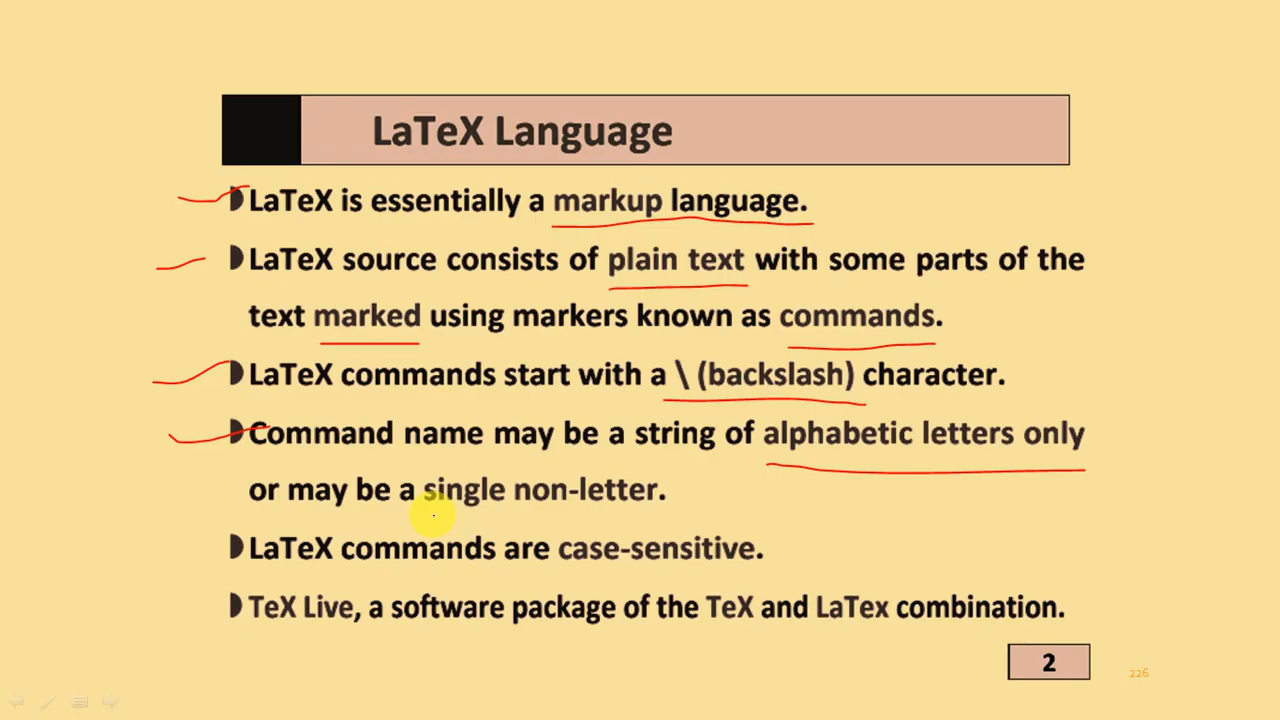 LaTeX Language
LaTeX is essentially a markup language.
LaTeX source consists of plain text with some parts of the
text marked using markers known as commands.
LaTeX commands start with a \ (backslash) character.
Command name may be a string of alphabetic letters only
or may be a single non-letter.
LaTeX commands are case-sensitive.
TeX Live, a software package of the TeX and LaTex combination.
2
226